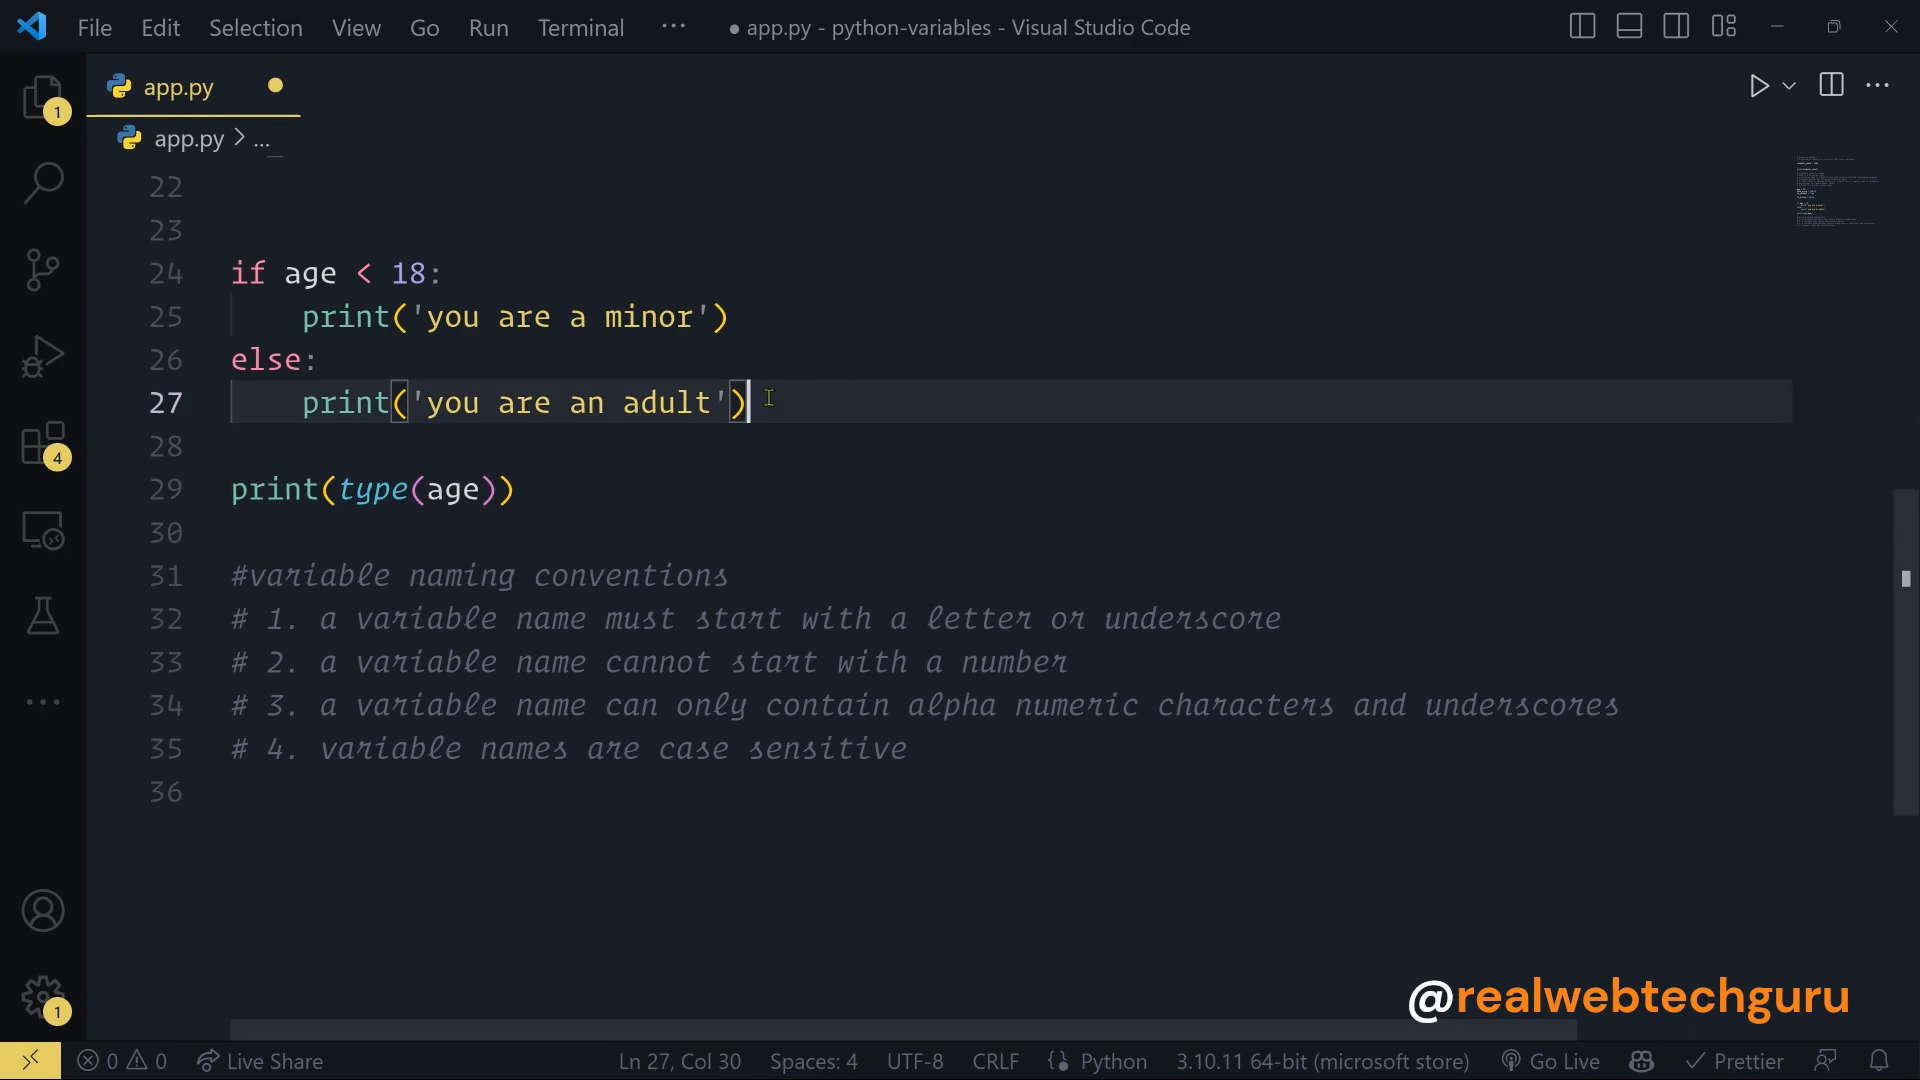 File Edit Selection View Go Run Terminal ··· ● app.py - python-variables - Visual Studio Code
app.py
app.py > ...
1
4
1
22
23
24 if age < 18:
25     print('you are a minor')
26 else:
27     print('you are an adult')
28
29 print(type(age))
30
31 #variable naming conventions
32 # 1. a variable name must start with a letter or underscore
33 # 2. a variable name cannot start with a number
34 # 3. a variable name can only contain alpha numeric characters and underscores
35 # 4. variable names are case sensitive
36
@realwebtechguru
0 0 Live Share Ln 27, Col 30 Spaces: 4 UTF-8 CRLF {} Python 3.10.11 64-bit (microsoft store) Go Live Prettier